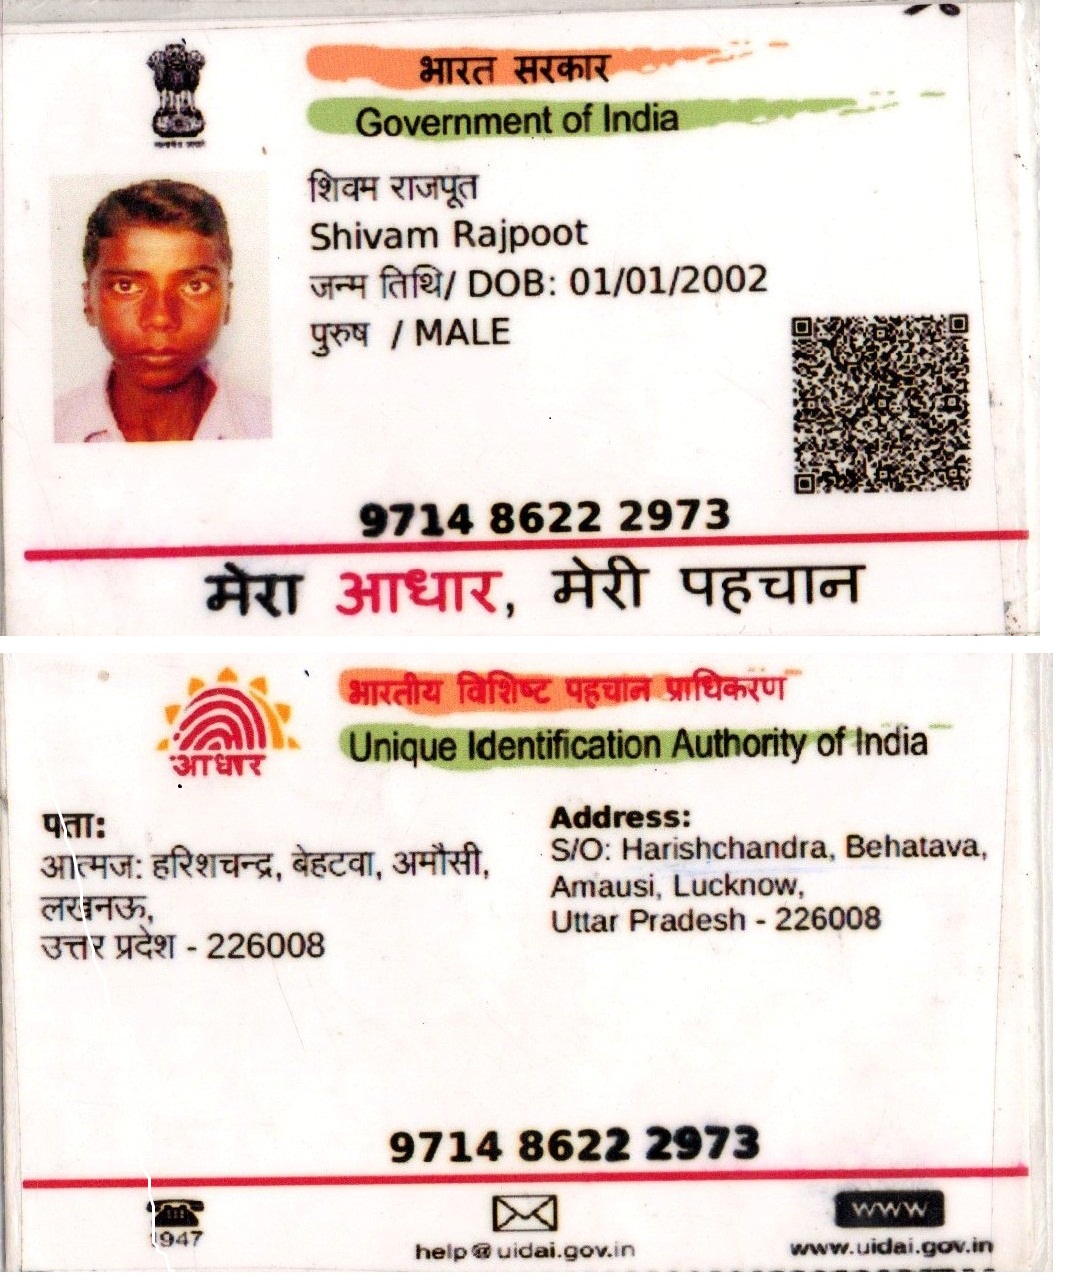 भारत सरकार
Government of India
शिवम राजपूत
Shivam Rajpoot
जन्म तिथि/ DOB: 01/01/2002
पुरुष / MALE
9714 8622 2973
मेरा आधार, मेरी पहचान
भारतीय विशिष्ट पहचान प्राधिकरण
Unique Identification Authority of India
आधार
पता:
आत्मज: हरिशचन्द्र, बेहटवा, अमौसी,
लखनऊ,
उत्तर प्रदेश - 226008
Address:
S/O: Harishchandra, Behatava,
Amausi, Lucknow,
Uttar Pradesh - 226008
9714 8622 2973
1947
help@uidai.gov.in
www
www.uidai.gov.in